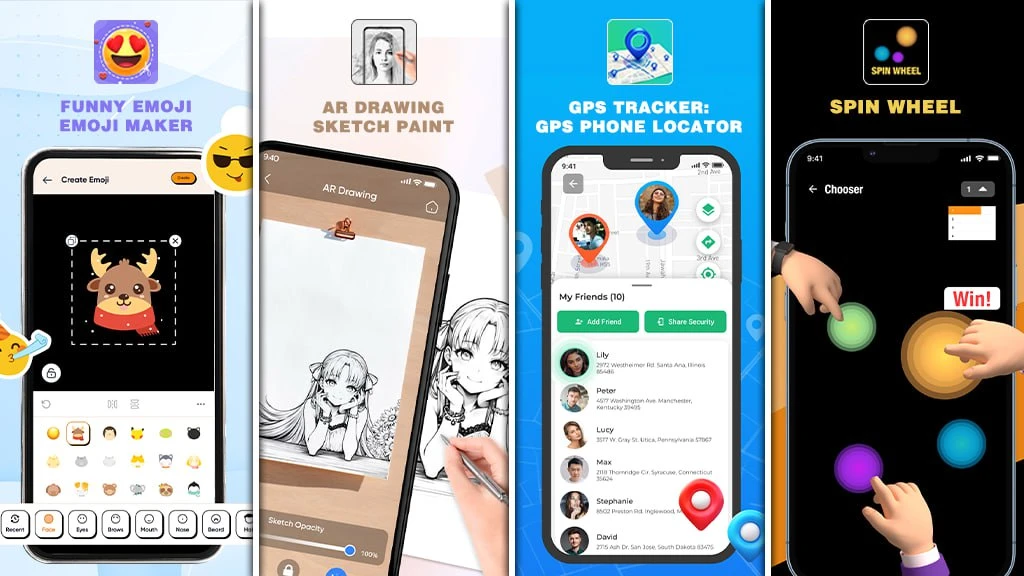 FUNNY EMOJI
EMOJI MAKER
Create Emoji
Recent
Face
Eyes
Brows
Mouth
Nose
Beard
AR DRAWING
SKETCH PAINT
9:40
AR Drawing
Sketch Opacity
100%
GPS TRACKER:
GPS PHONE LOCATOR
9:41
2nd Ave
3rd Ave
My Friends (10)
Add Friend
Share Security
Lily
2972 Westheimer Rd. Santa Ana, Illinois
85486
Peter
4517 Washington Ave. Manchester,
Kentucky 39495
Lucy
3517 W. Gray St. Utica, Pennsylvania 57867
Max
2118 Thornridge Cir. Syracuse, Connecticut
35624
Stephanie
8502 Preston Rd. Inglewood, M
David
2715 Ash Dr. San Jose, South Dakota 83475
SPIN WHEEL
SPIN WHEEL
9:41
Chooser
1
Win!